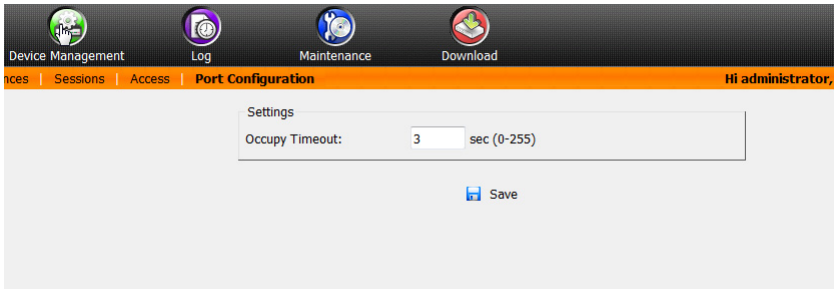 Device Management Log Maintenance Download
nces | Sessions | Access | Port Configuration Hi administrator,
Settings
Occupy Timeout: 3 sec (0-255)
Save